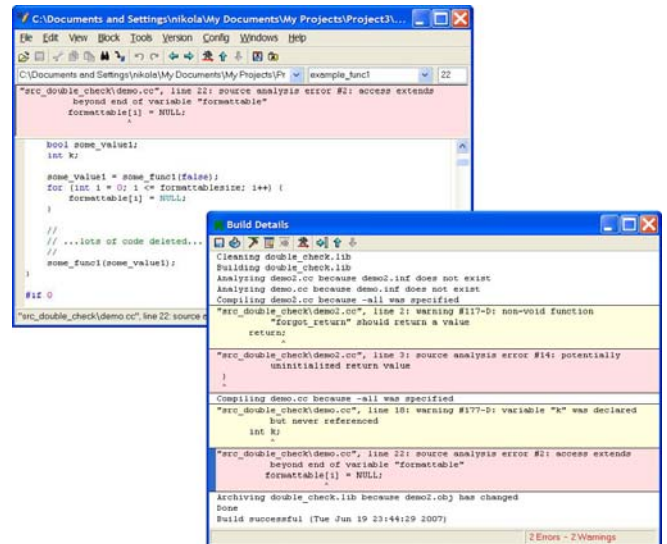 C:\Documents and Settings\nikola\My Documents\My Projects\Project3\...
File Edit View Block Tools Version Config Windows Help
C:\Documents and Settings\nikola\My Documents\My Projects\Pr example_func1 22
"src_double_check\demo.cc", line 22: source analysis error #2: access extends
beyond end of variable "formattable"
formattable[i] = NULL;
^
bool some_value1;
int k;
some_value1 = some_func1(false);
for (int i = 0; i <= formattablesize; i++) {
formattable[i] = NULL;
}
//
// ...lots of code deleted...
//
some_func1(some_value1);
}
#if 0
"src_double_check\demo.cc", line 22: source
Build Details
Cleaning double_check.lib
Building double_check.lib
Analyzing demo2.cc because demo2.inf does not exist
Analyzing demo.cc because demo.inf does not exist
Compiling demo2.cc because -all was specified
"src_double_check\demo2.cc", line 2: warning #117-D: non-void function
"forgot_return" should return a value
return;
^
"src_double_check\demo2.cc", line 3: source analysis error #14: potentially
uninitialized return value
}
^
Compiling demo.cc because -all was specified
"src_double_check\demo.cc", line 18: warning #177-D: variable "k" was declared
but never referenced
int k;
^
"src_double_check\demo.cc", line 22: source analysis error #2: access extends
beyond end of variable "formattable"
formattable[i] = NULL;
^
Archiving double_check.lib because demo2.obj has changed
Done
Build successful (Tue Jun 19 23:44:29 2007)
2 Errors - 2 Warnings